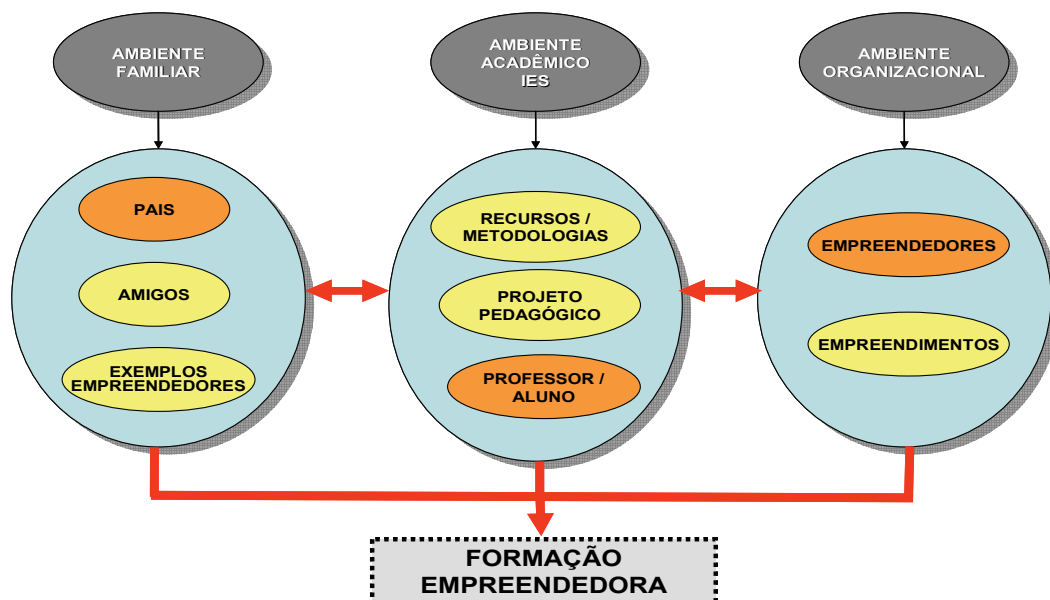 AMBIENTE
FAMILIAR
AMBIENTE
ACADÊMICO
IES
AMBIENTE
ORGANIZACIONAL
PAIS
AMIGOS
EXEMPLOS
EMPREENDEDORES
RECURSOS /
METODOLOGIAS
PROJETO
PEDAGÓGICO
PROFESSOR /
ALUNO
EMPREENDEDORES
EMPREENDIMENTOS
FORMAÇÃO
EMPREENDEDORA